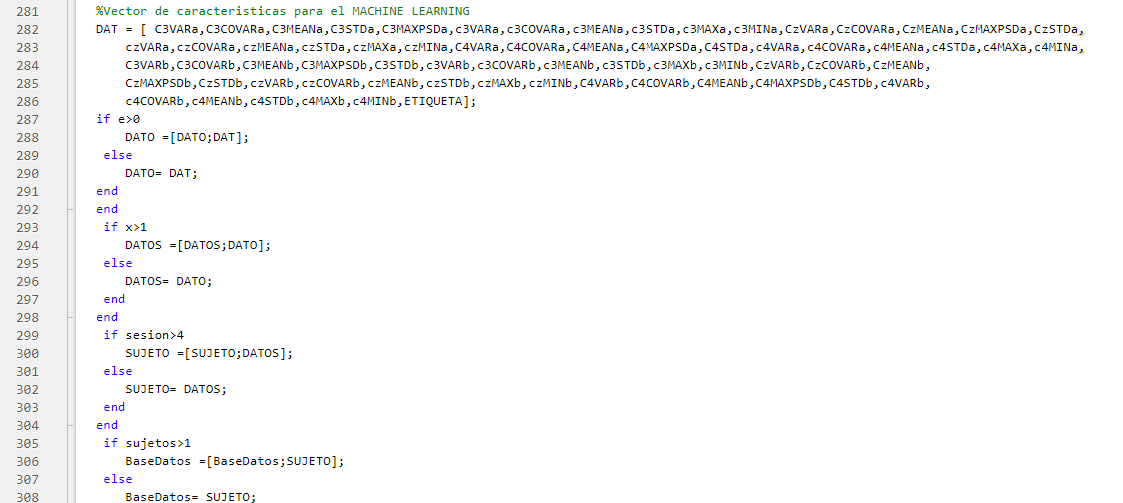 281 %Vector de caracteristicas para el MACHINE LEARNING
282 DAT = [ C3VARa,C3COVARa,C3MEANa,C3STDa,C3MAXPSDa,c3VARa,c3COVARa,c3MEANa,c3STDa,c3MAXa,c3MINa,CzVARa,CzCOVARa,CzMEANa,CzMAXPSDa,CzSTDa,
283 czVARa,czCOVARa,czMEANa,czSTDa,czMAXa,czMINa,C4VARa,C4COVARa,C4MEANa,C4MAXPSDa,C4STDa,c4VARa,c4COVARa,c4MEANa,c4STDa,c4MAXa,c4MINa,
284 C3VARb,C3COVARb,C3MEANb,C3MAXPSDb,C3STDb,c3VARb,c3COVARb,c3MEANb,c3STDb,c3MAXb,c3MINb,CzVARb,CzCOVARb,CzMEANb,
285 CzMAXPSDb,CzSTDb,czVARb,czCOVARb,czMEANb,czSTDb,czMAXb,czMINb,C4VARb,C4COVARb,C4MEANb,C4MAXPSDb,C4STDb,c4VARb,
286 c4COVARb,c4MEANb,c4STDb,c4MAXb,c4MINb,ETIQUETA];
287 if e>0
288 DATO =[DATO;DAT];
289 else
290 DATO= DAT;
291 end
292 end
293 if x>1
294 DATOS =[DATOS;DATO];
295 else
296 DATOS= DATO;
297 end
298 end
299 if sesion>4
300 SUJETO =[SUJETO;DATOS];
301 else
302 SUJETO= DATOS;
303 end
304 end
305 if sujetos>1
306 BaseDatos =[BaseDatos;SUJETO];
307 else
308 BaseDatos= SUJETO;